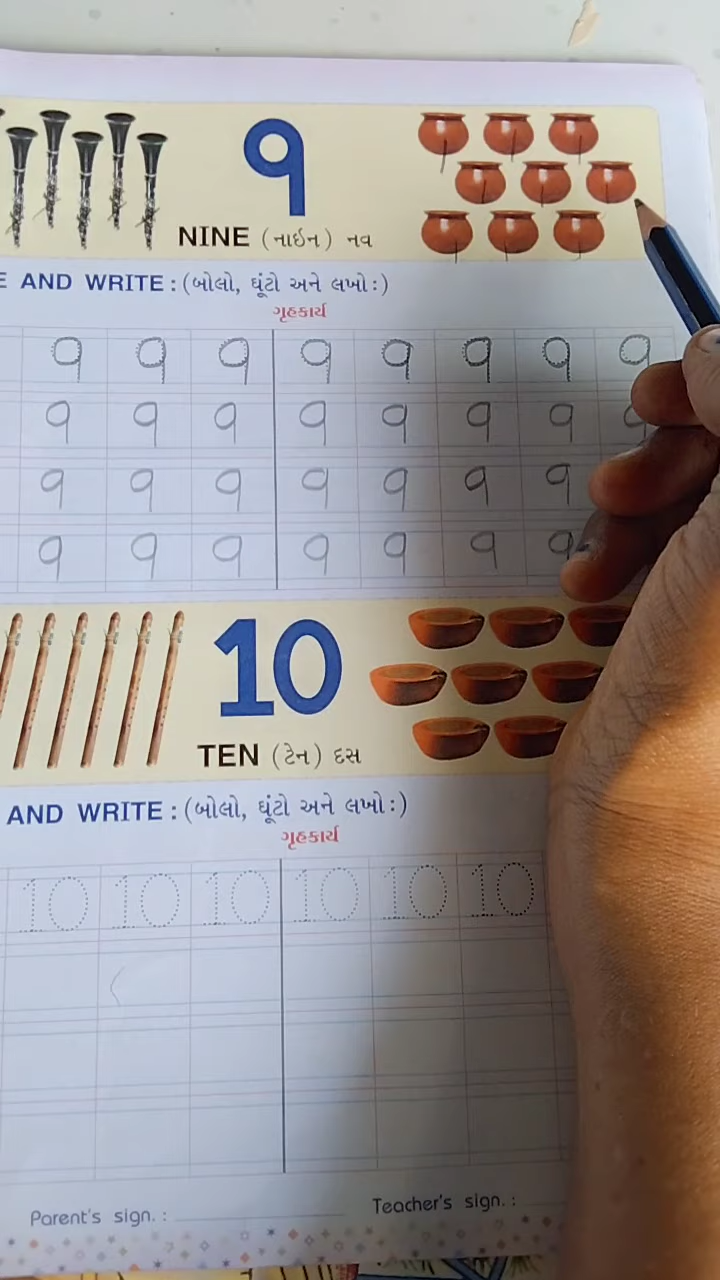 9
NINE (નાઈન) નવ
AND WRITE : (બોલો, ઘૂંટો અને લખો :)
ગૃહકાર્ય
9 9 9 9 9 9 9 9
9 9 9 9 9 9 9 9
9 9 9 9 9 9 9
9 9 9 9 9 9 9
10
TEN (ટેન) દસ
AND WRITE : (બોલો, ઘૂંટો અને લખો :)
ગૃહકાર્ય
10 10 10 10 10 10
Parent's sign. :
Teacher's sign. :